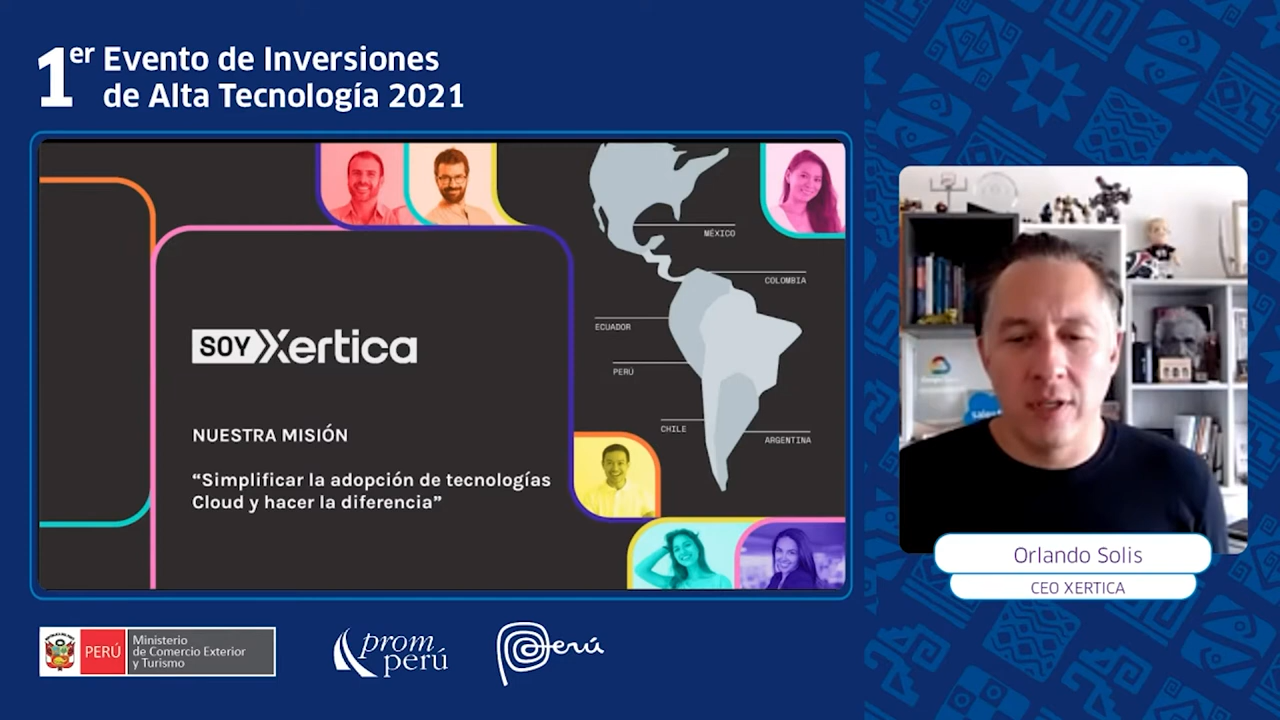 1er Evento de Inversiones
de Alta Tecnología 2021
MÉXICO
COLOMBIA
ECUADOR
PERÚ
CHILE
ARGENTINA
SOY Xertica
NUESTRA MISIÓN
“Simplificar la adopción de tecnologías
Cloud y hacer la diferencia”
Orlando Solis
CEO XERTICA
PERÚ
Ministerio
de Comercio Exterior
y Turismo
prom
perú
Perú